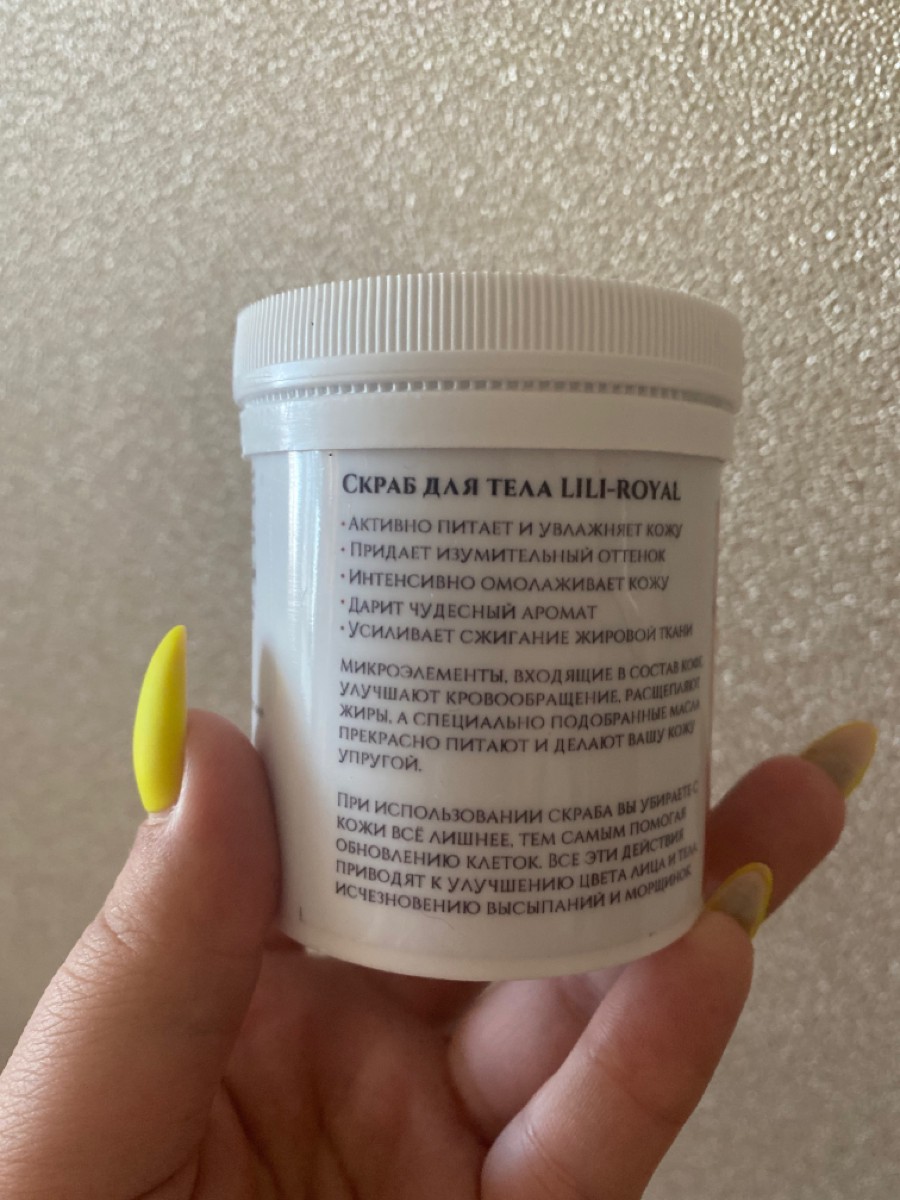 Скраб для тела LILI-ROYAL
• Активно питает и увлажняет кожу
• Придает изумительный оттенок
• Интенсивно омолаживает кожу
• Дарит чудесный аромат
• Усиливает сжигание жировой ткани
микроэлементы, входящие в состав кофе,
улучшают кровообращение, расщепляют
жиры, а специально подобранные масла
прекрасно питают и делают вашу кожу
упругой.
При использовании скраба вы убираете с
кожи всё лишнее, тем самым помогая
обновлению клеток. Все эти действия
приводят к улучшению цвета лица и тела,
исчезновению высыпаний и морщинок